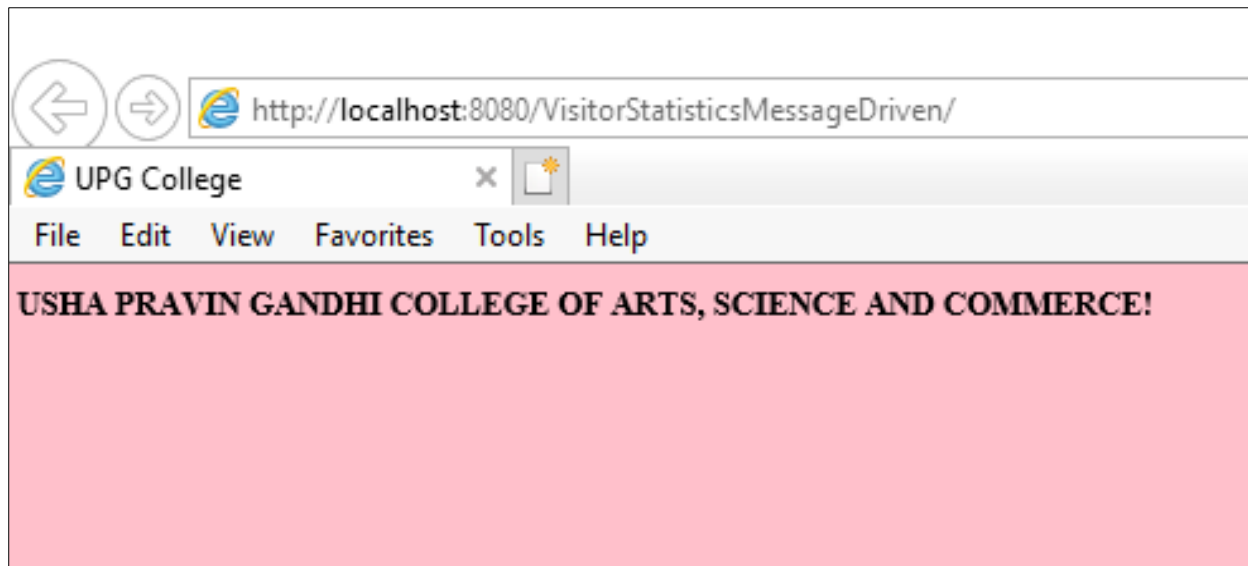 http://localhost:8080/VisitorStatisticsMessageDriven/
UPG College
File Edit View Favorites Tools Help
USHA PRAVIN GANDHI COLLEGE OF ARTS, SCIENCE AND COMMERCE!